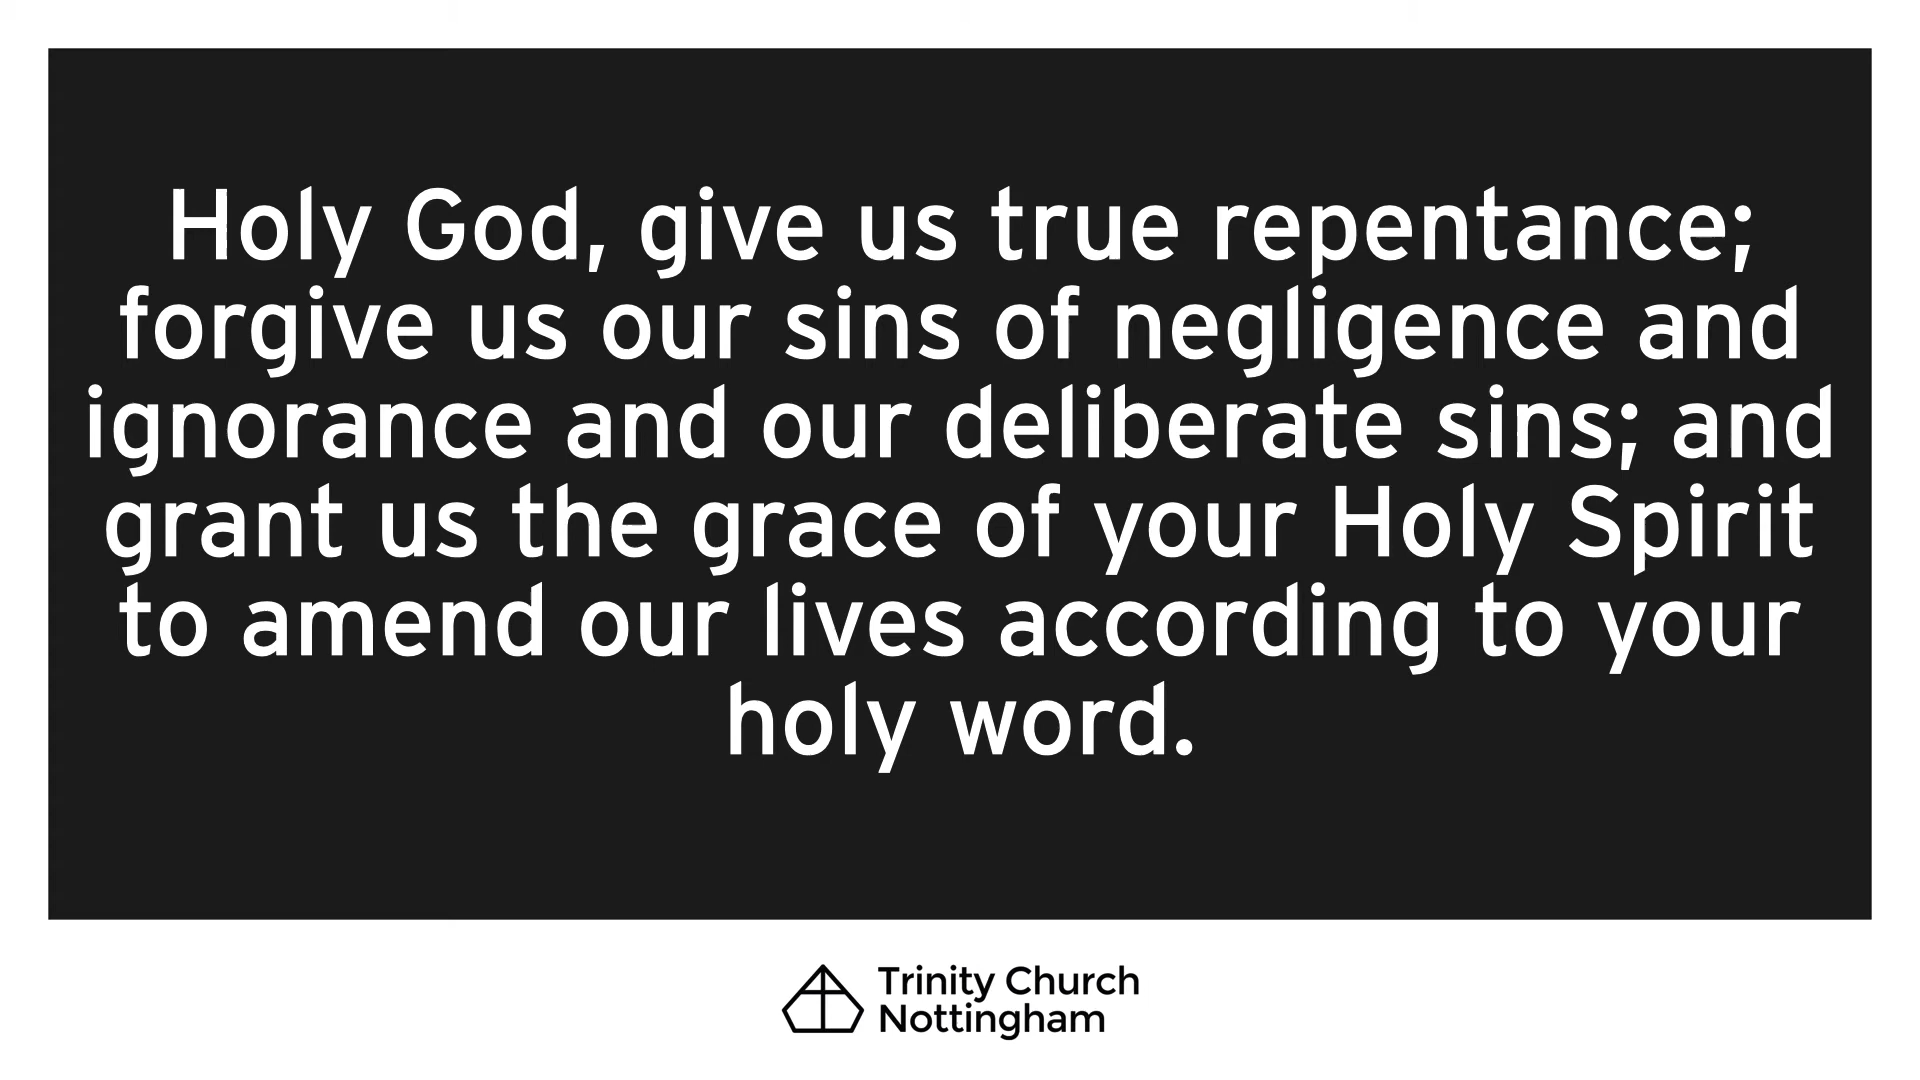 Holy God, give us true repentance;
forgive us our sins of negligence and
ignorance and our deliberate sins; and
grant us the grace of your Holy Spirit
to amend our lives according to your
holy word.
Trinity Church
Nottingham